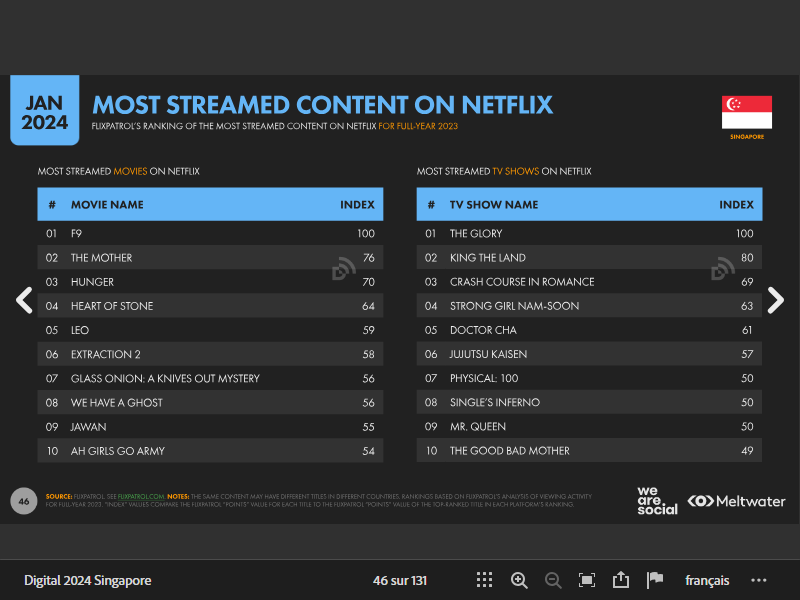 JAN
2024
MOST STREAMED CONTENT ON NETFLIX
FLIXPATROL'S RANKING OF THE MOST STREAMED CONTENT ON NETFLIX FOR FULL-YEAR 2023
SINGAPORE
MOST STREAMED MOVIES ON NETFLIX
# MOVIE NAME INDEX
01 F9 100
02 THE MOTHER 76
03 HUNGER 70
04 HEART OF STONE 64
05 LEO 59
06 EXTRACTION 2 58
07 GLASS ONION: A KNIVES OUT MYSTERY 56
08 WE HAVE A GHOST 56
09 JAWAN 55
10 AH GIRLS GO ARMY 54
MOST STREAMED TV SHOWS ON NETFLIX
# TV SHOW NAME INDEX
01 THE GLORY 100
02 KING THE LAND 80
03 CRASH COURSE IN ROMANCE 69
04 STRONG GIRL NAM-SOON 63
05 DOCTOR CHA 61
06 JUJUTSU KAISEN 57
07 PHYSICAL: 100 50
08 SINGLE'S INFERNO 50
09 MR. QUEEN 50
10 THE GOOD BAD MOTHER 49
46
SOURCE: FLIXPATROL. SEE FLIXPATROL.COM. NOTES: THE SAME CONTENT MAY HAVE DIFFERENT TITLES IN DIFFERENT COUNTRIES. RANKINGS BASED ON FLIXPATROL'S ANALYSIS OF VIEWING ACTIVITY
FOR FULL-YEAR 2023. "INDEX" VALUES COMPARE THE FLIXPATROL "POINTS" VALUE FOR EACH TITLE TO THE FLIXPATROL "POINTS" VALUE OF THE TOP-RANKED TITLE IN EACH PLATFORM'S RANKING.
we
are
social
Meltwater
Digital 2024 Singapore
46 sur 131
français